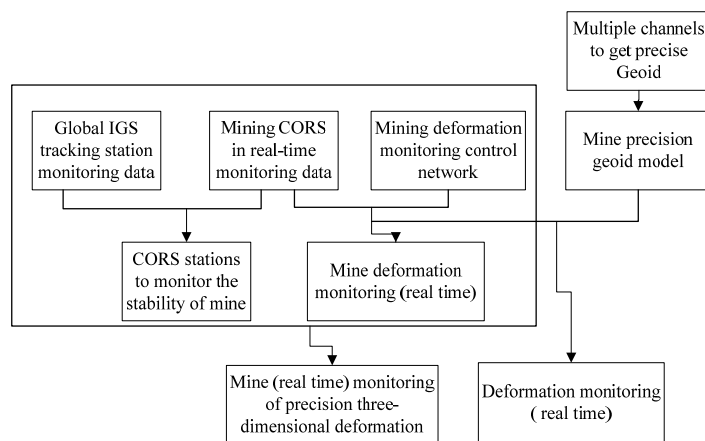 Multiple channels
to get precise
Geoid
Global IGS
tracking station
monitoring data
Mining CORS
in real-time
monitoring data
Mining deformation
monitoring control
network
Mine precision
geoid model
CORS stations
to monitor the
stability of mine
Mine deformation
monitoring (real time)
Mine (real time) monitoring
of precision three-
dimensional deformation
Deformation monitoring
( real time)